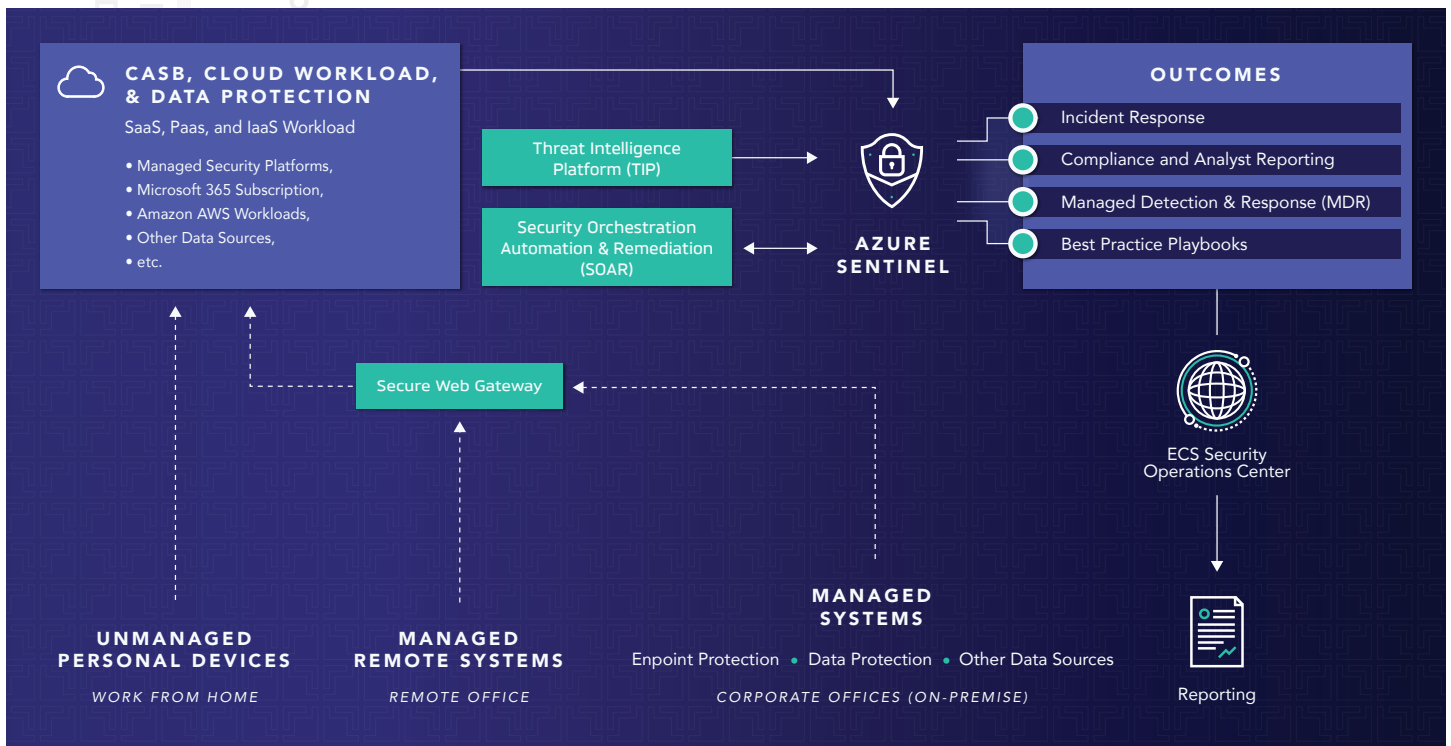 CASB, CLOUD WORKLOAD,
& DATA PROTECTION
SaaS, Paas, and IaaS Workload
• Managed Security Platforms,
• Microsoft 365 Subscription,
• Amazon AWS Workloads,
• Other Data Sources,
• etc.
Threat Intelligence
Platform (TIP)
Security Orchestration
Automation & Remediation
(SOAR)
AZURE
SENTINEL
OUTCOMES
Incident Response
Compliance and Analyst Reporting
Managed Detection & Response (MDR)
Best Practice Playbooks
Secure Web Gateway
ECS Security
Operations Center
UNMANAGED
PERSONAL DEVICES
WORK FROM HOME
MANAGED
REMOTE SYSTEMS
REMOTE OFFICE
MANAGED
SYSTEMS
Enpoint Protection • Data Protection • Other Data Sources
CORPORATE OFFICES (ON-PREMISE)
Reporting